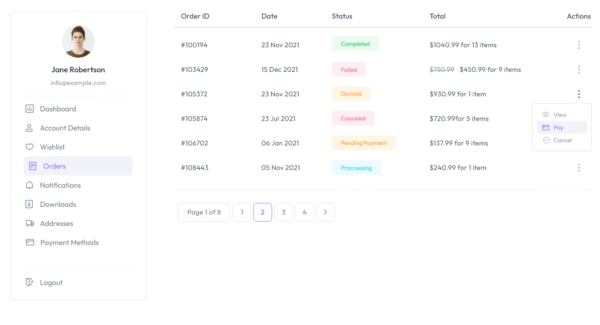 Jane Robertson
info@example.com
Dashboard
Account Details
Wishlist
Orders
Notifications
Downloads
Addresses
Payment Methods
Logout
Order ID Date Status Total Actions
#100194 23 Nov 2021 Completed $1040.99 for 13 items
#103429 15 Dec 2021 Failed $750.99 $450.99 for 9 items
#105372 23 Nov 2021 On hold $930.99 for 1 item
#105874 23 Jul 2021 Canceled $720.99for 5 items
#106702 06 Jan 2021 Pending Payment $137.99 for 9 items
#108443 05 Nov 2021 Proccessing $240.99 for 1 item
View
Pay
Cancel
Page 1 of 8 1 2 3 4